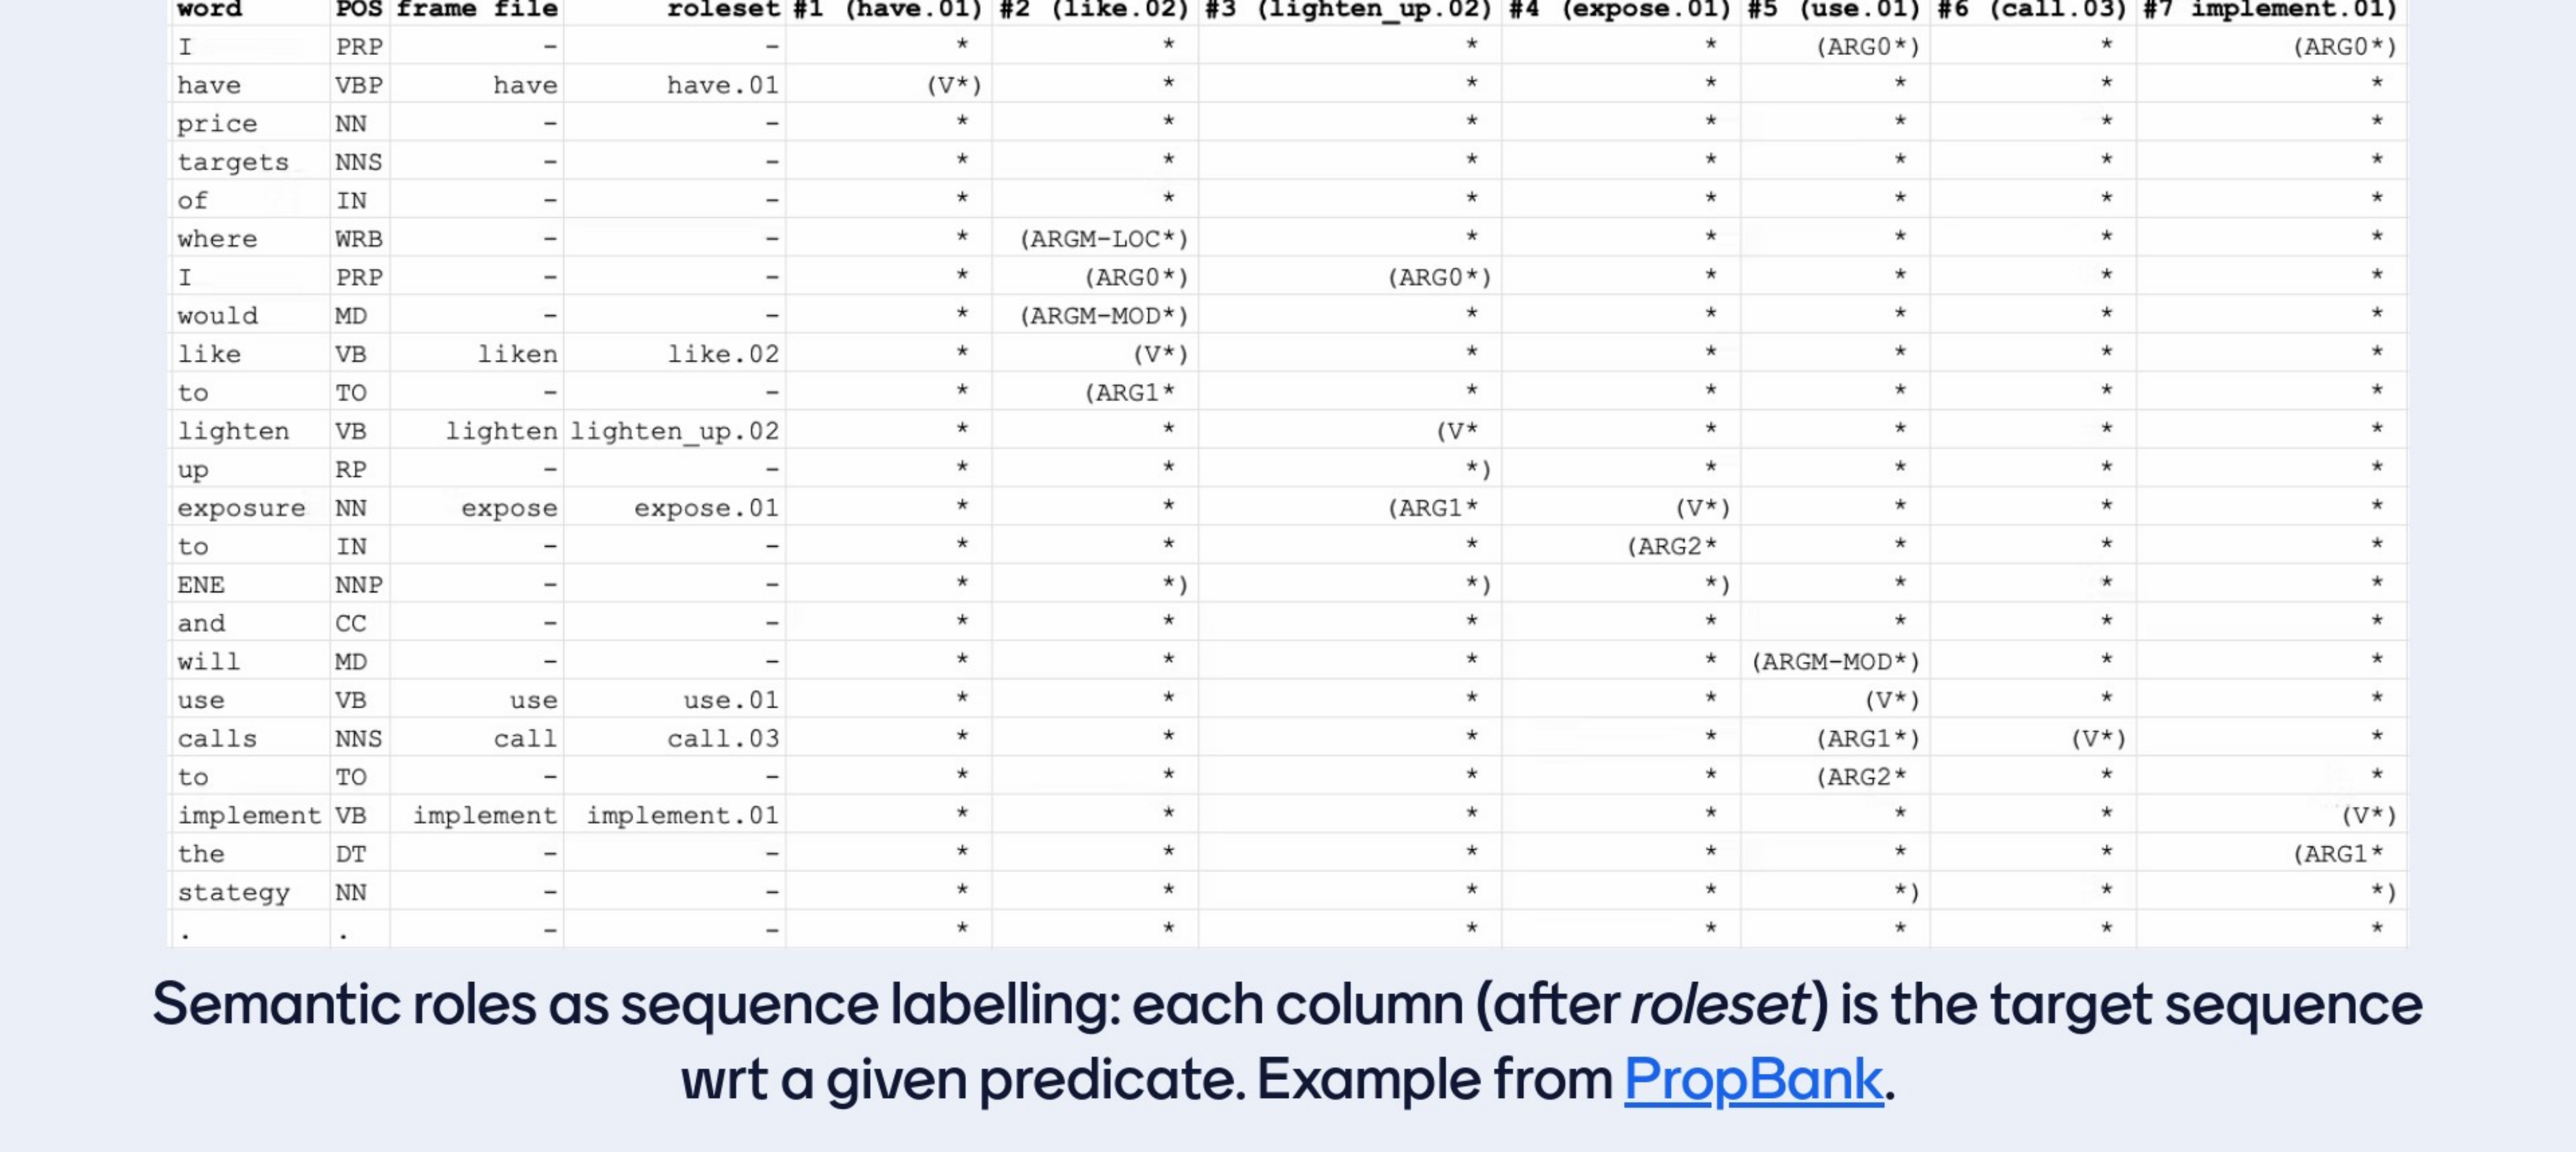 word POS frame file roleset #1 (have.01) #2 (like.02) #3 (lighten_up.02) #4 (expose.01) #5 (use.01) #6 (call.03) #7 implement.01)
I PRP - - * * * * (ARG0*) * (ARG0*)
have VBP have have.01 (V*) * * * * * *
price NN - - * * * * * * *
targets NNS - - * * * * * * *
of IN - - * * * * * * *
where WRB - - * (ARGM-LOC*) * * * * *
I PRP - - * (ARG0*) (ARG0*) * * * *
would MD - - * (ARGM-MOD*) * * * * *
like VB liken like.02 * (V*) * * * * *
to TO - - * (ARG1* * * * * *
lighten VB lighten lighten_up.02 * * (V* * * * *
up RP - - * * *) * * * *
exposure NN expose expose.01 * * (ARG1* (V*) * * *
to IN - - * * * (ARG2* * * *
ENE NNP - - * *) *) *) * * *
and CC - - * * * * * * *
will MD - - * * * * (ARGM-MOD*) * *
use VB use use.01 * * * * (V*) * *
calls NNS call call.03 * * * * (ARG1*) (V*) *
to TO - - * * * * (ARG2* * *
implement VB implement implement.01 * * * * * * (V*)
the DT - - * * * * * * (ARG1*
stategy NN - - * * * * *) * *)
. . - - * * * * * * *
Semantic roles as sequence labelling: each column (after roleset) is the target sequence
wrt a given predicate. Example from PropBank.